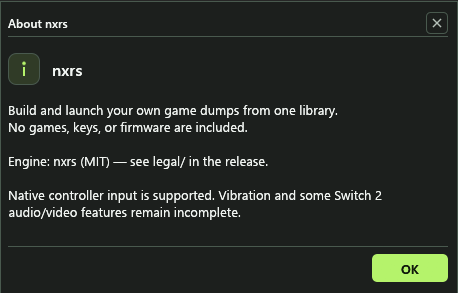 About nxrs
nxrs
Build and launch your own game dumps from one library.
No games, keys, or firmware are included.
Engine: nxrs (MIT) — see legal/ in the release.
Native controller input is supported. Vibration and some Switch 2
audio/video features remain incomplete.
OK